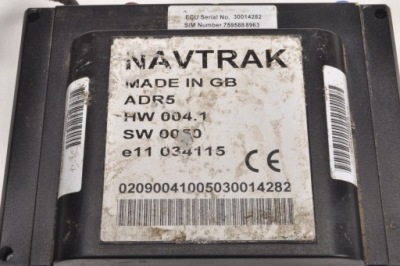 ECU Serial No. 30014282
SIM Number.7595888963
NAVTRAK
MADE IN GB
ADR5
HW 004.1
SW 0050
e11 034115
CE
02090041005030014282